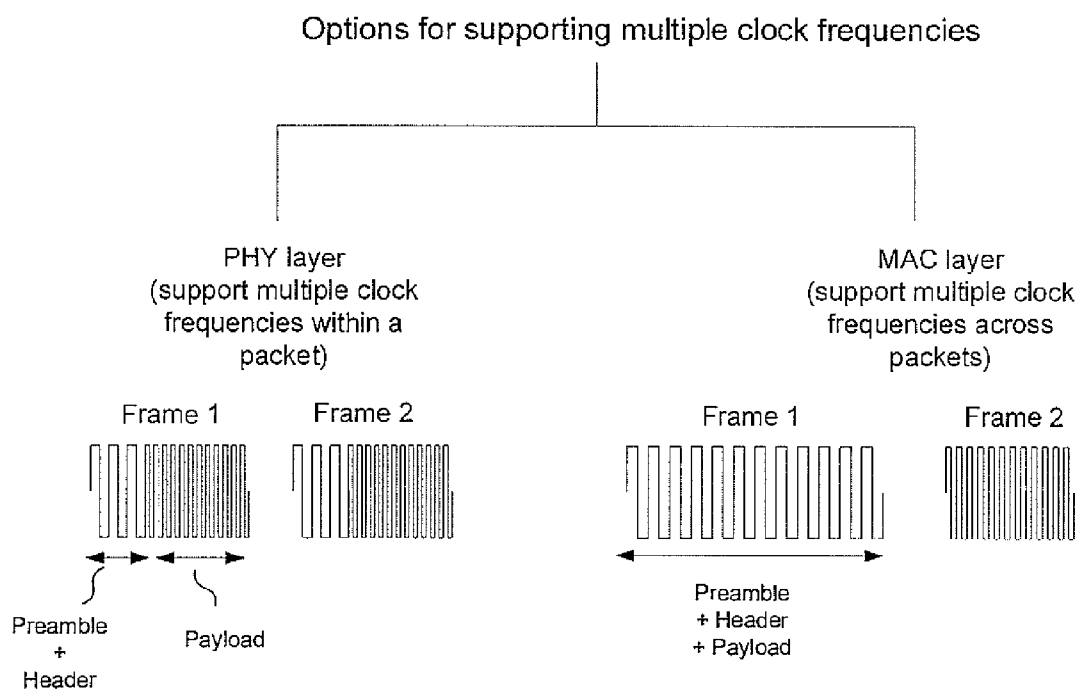 Options for supporting multiple clock frequencies
PHY layer
(support multiple clock
frequencies within a
packet)
MAC layer
(support multiple clock
frequencies across
packets)
Frame 1
Frame 2
Frame 1
Frame 2
Preamble
+
Header
Payload
Preamble
+ Header
+ Payload